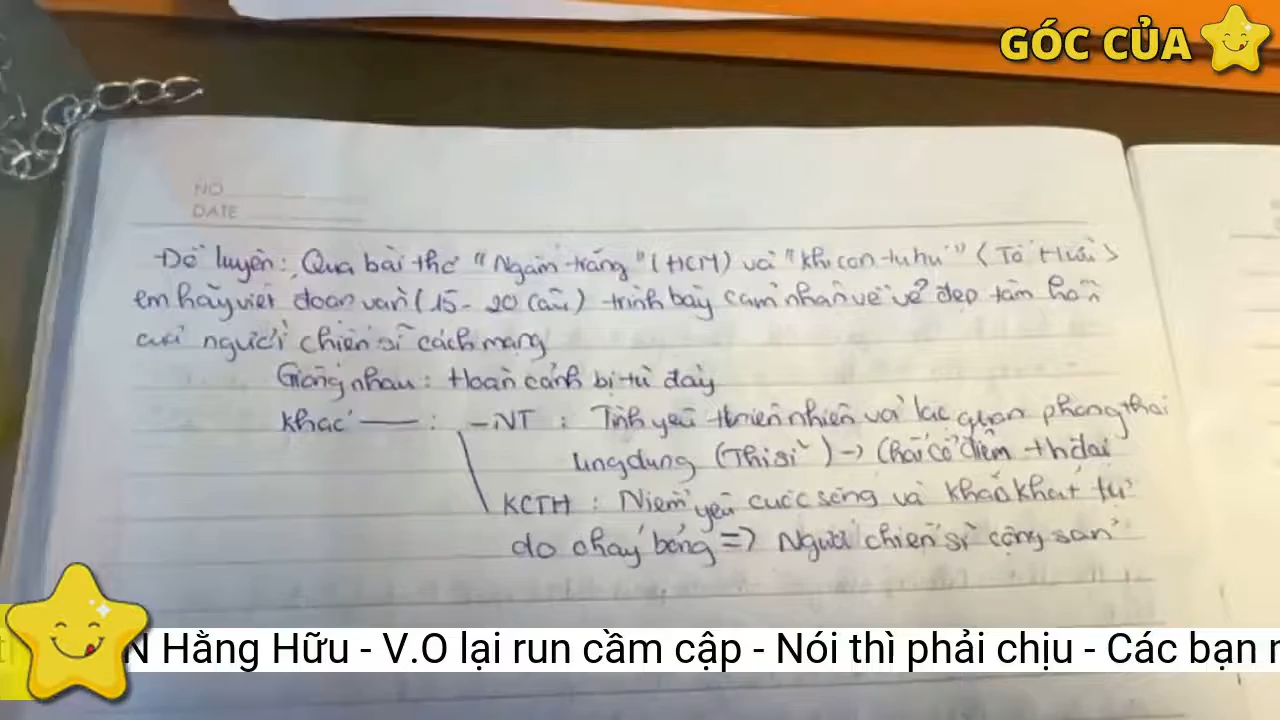 GÓC CỦA
NO
DATE
Đề luyện: Qua bài thơ "Ngắm trăng" (HCM) và "Khi con tu hú" (Tố Hữu)
em hãy viết đoạn văn (15 - 20 câu) trình bày cảm nhận về vẻ đẹp tâm hồn
của người chiến sĩ cách mạng
Giống nhau: Hoàn cảnh bị tù đày
Khác — : - NT : Tình yêu thiên nhiên và lạc quan phong thái
ung dung (Thi sĩ) -> Chất cổ điển
KCTH : Niềm yêu cuộc sống và khao khát tự
do cháy bỏng => Người chiến sĩ cộng sản
N Hằng Hữu - V.O lại run cầm cập - Nói thì phải chịu - Các bạn